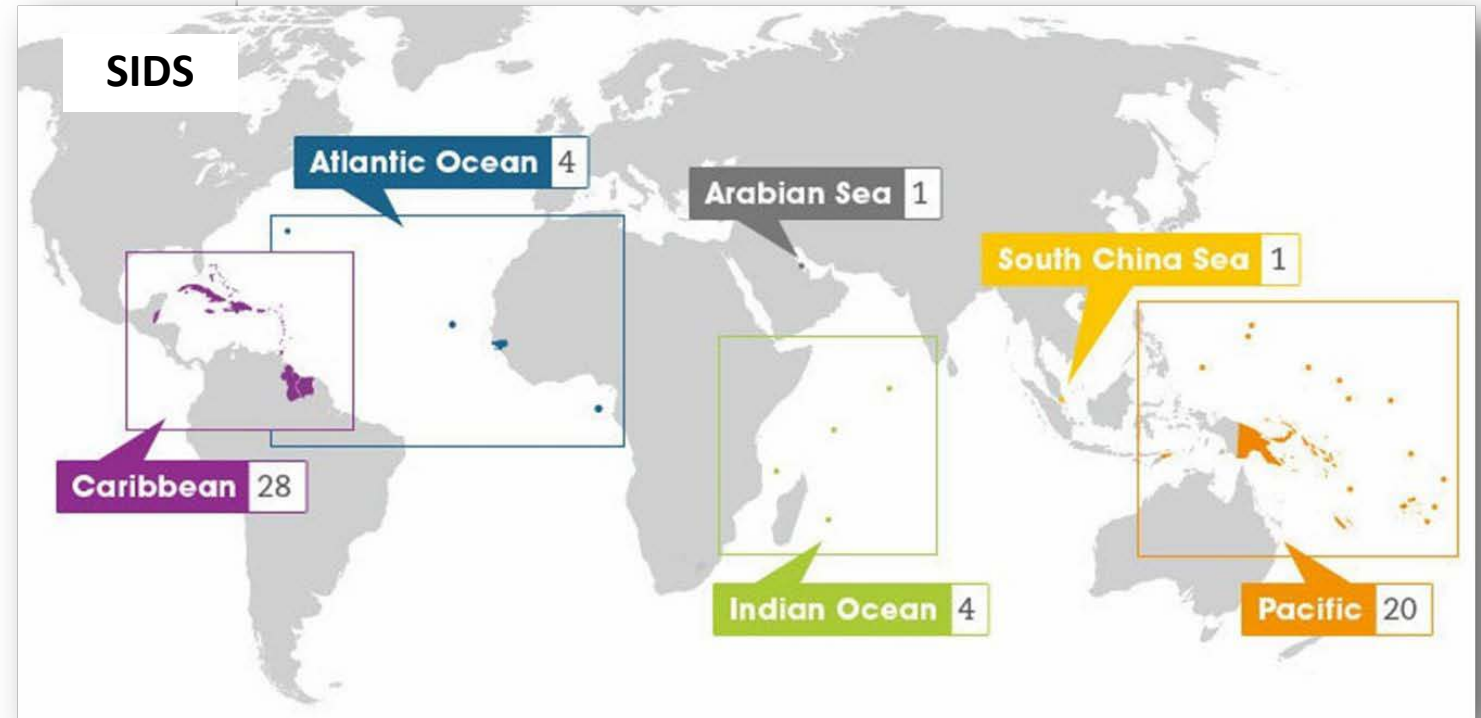 SIDS
Atlantic Ocean 4
Arabian Sea 1
South China Sea 1
Caribbean 28
Indian Ocean 4
Pacific 20